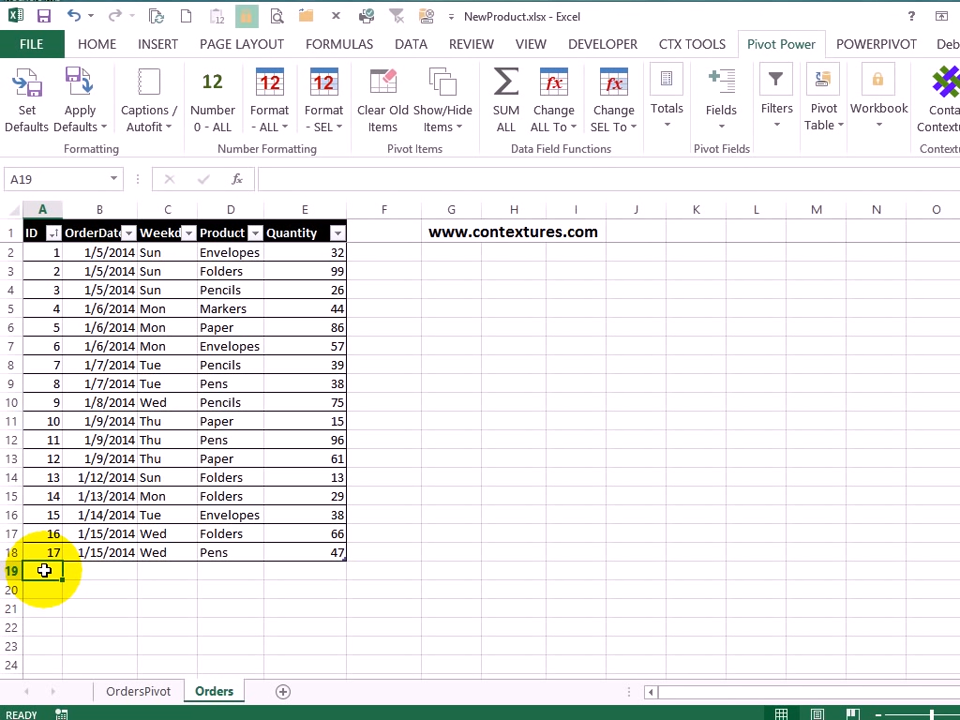 NewProduct.xlsx - Excel
?
FILE HOME INSERT PAGE LAYOUT FORMULAS DATA REVIEW VIEW DEVELOPER CTX TOOLS Pivot Power POWERPIVOT Deb
12 12 12 fx fx
Set Defaults
Apply Defaults
Captions / Autofit
Number 0 - ALL
Format - ALL
Format - SEL
Clear Old Items
Show/Hide Items
SUM ALL
Change ALL To
Change SEL To
Totals
Fields
Filters
Pivot Table
Workbook
Conta
Contextu
Formatting Number Formatting Pivot Items Data Field Functions Pivot Fields Contextu
A19 fx
A B C D E F G H I J K L M N O
1 ID OrderDate Weekd Product Quantity www.contextures.com
2 1 1/5/2014 Sun Envelopes 32
3 2 1/5/2014 Sun Folders 99
4 3 1/5/2014 Sun Pencils 26
5 4 1/6/2014 Mon Markers 44
6 5 1/6/2014 Mon Paper 86
7 6 1/6/2014 Mon Envelopes 57
8 7 1/7/2014 Tue Pencils 39
9 8 1/7/2014 Tue Pens 38
10 9 1/8/2014 Wed Pencils 75
11 10 1/9/2014 Thu Paper 15
12 11 1/9/2014 Thu Pens 96
13 12 1/9/2014 Thu Paper 61
14 13 1/12/2014 Sun Folders 13
15 14 1/13/2014 Mon Folders 29
16 15 1/14/2014 Tue Envelopes 38
17 16 1/15/2014 Wed Folders 66
18 17 1/15/2014 Wed Pens 47
19
20
21
22
23
24
OrdersPivot Orders
READY